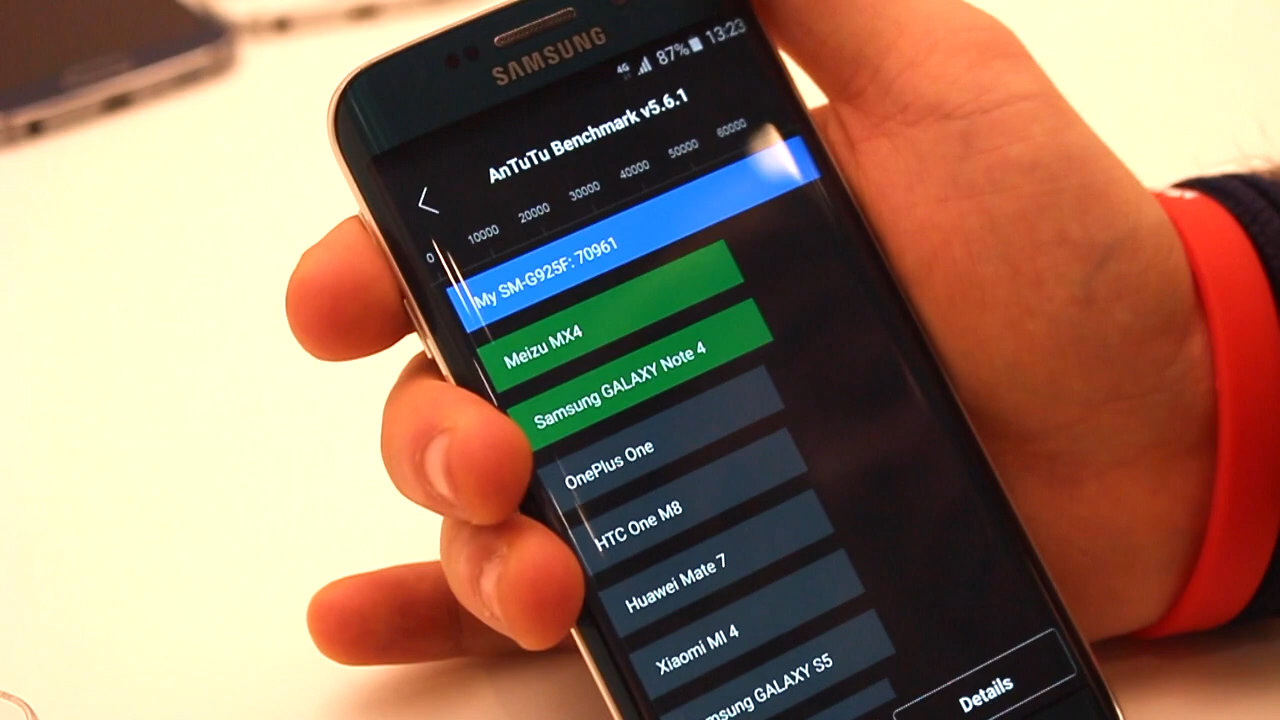 SAMSUNG
4G 87% 13:23
AnTuTu Benchmark v5.6.1
0 10000 20000 30000 40000 50000 60000
My SM-G925F: 70961
Meizu MX4
Samsung GALAXY Note 4
OnePlus One
HTC One M8
Huawei Mate 7
Xiaomi MI 4
msung GALAXY S5
Details